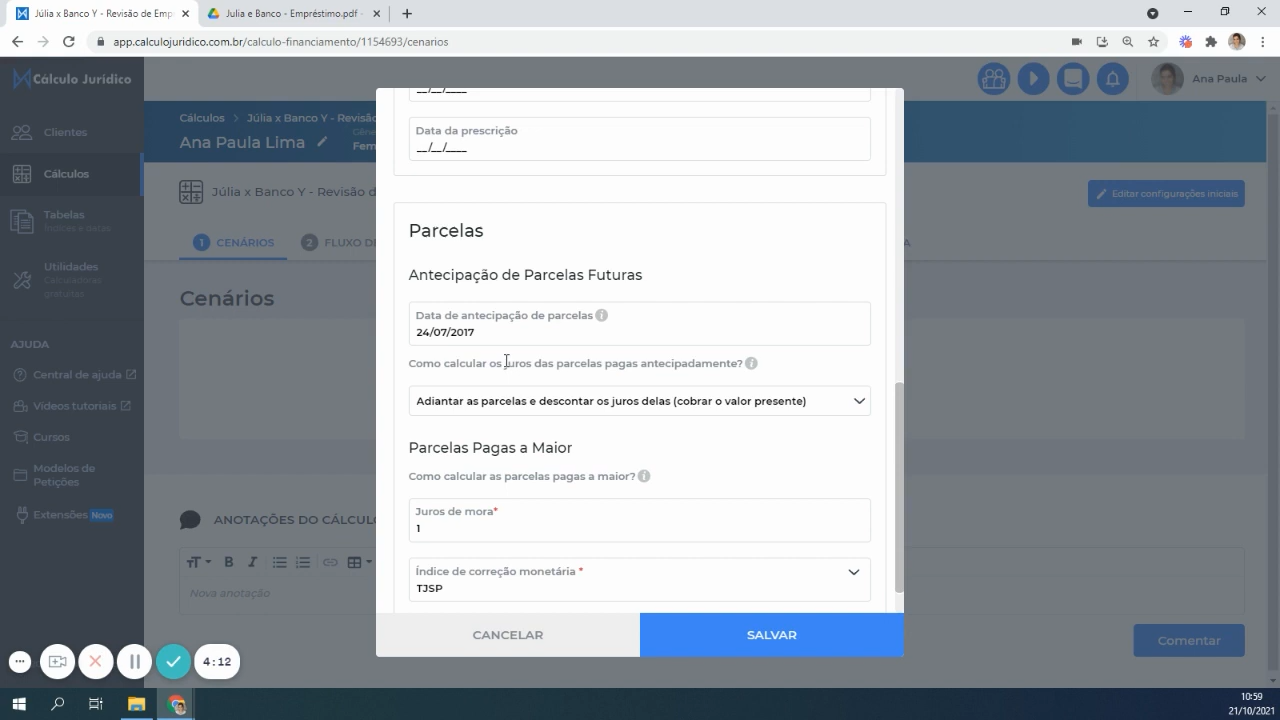 Júlia x Banco Y - Revisão de Emp
Júlia e Banco - Empréstimo.pdf -
app.calculojuridico.com.br/calculo-financiamento/1154693/cenarios
Cálculo Jurídico
Ana Paula
Clientes
Cálculos
Tabelas
Índices e dados
Utilidades
Calculadoras
gratuitas
AJUDA
Central de ajuda
Vídeos tutoriais
Cursos
Modelos de
Petições
Extensões Novo
Cálculos > Júlia x Banco Y - Revisão
Ana Paula Lima
Fem
Júlia x Banco Y - Revisão d
Editar configurações iniciais
1 CENÁRIOS
2 FLUXO DE
Cenários
ANOTAÇÕES DO CÁLCULO
Nova anotação
Comentar
__/__/____
Data da prescrição
__/__/____
Parcelas
Antecipação de Parcelas Futuras
Data de antecipação de parcelas
24/07/2017
Como calcular os juros das parcelas pagas antecipadamente?
Adiantar as parcelas e descontar os juros delas (cobrar o valor presente)
Parcelas Pagas a Maior
Como calcular as parcelas pagas a maior?
Juros de mora*
1
Índice de correção monetária *
TJSP
CANCELAR
SALVAR
4:12
10:59
21/10/2021